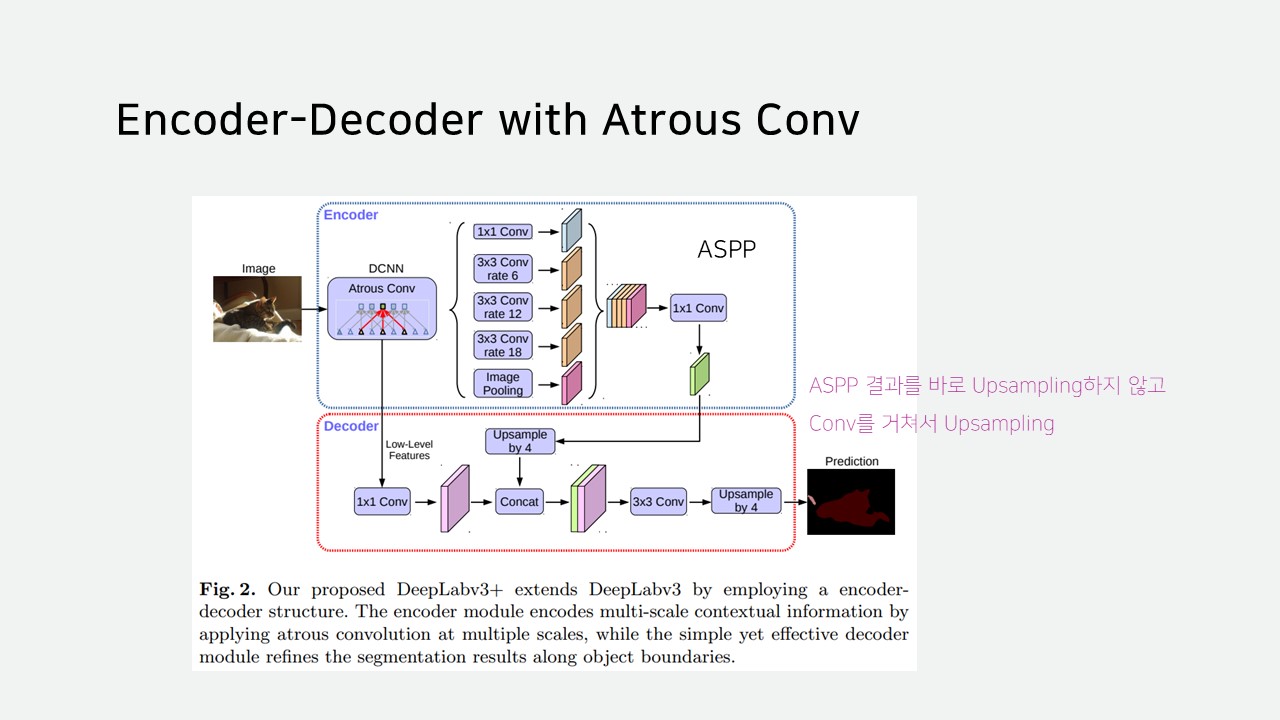 Encoder-Decoder with Atrous Conv
Encoder
ASPP
Image
DCNN
Atrous Conv
1x1 Conv
3x3 Conv
rate 6
3x3 Conv
rate 12
3x3 Conv
rate 18
Image
Pooling
1x1 Conv
ASPP 결과를 바로 Upsampling하지 않고
Conv를 거쳐서 Upsampling
Decoder
Low-Level
Features
Upsample
by 4
1x1 Conv
Concat
3x3 Conv
Upsample
by 4
Prediction
Fig. 2. Our proposed DeepLabv3+ extends DeepLabv3 by employing a encoder-
decoder structure. The encoder module encodes multi-scale contextual information by
applying atrous convolution at multiple scales, while the simple yet effective decoder
module refines the segmentation results along object boundaries.